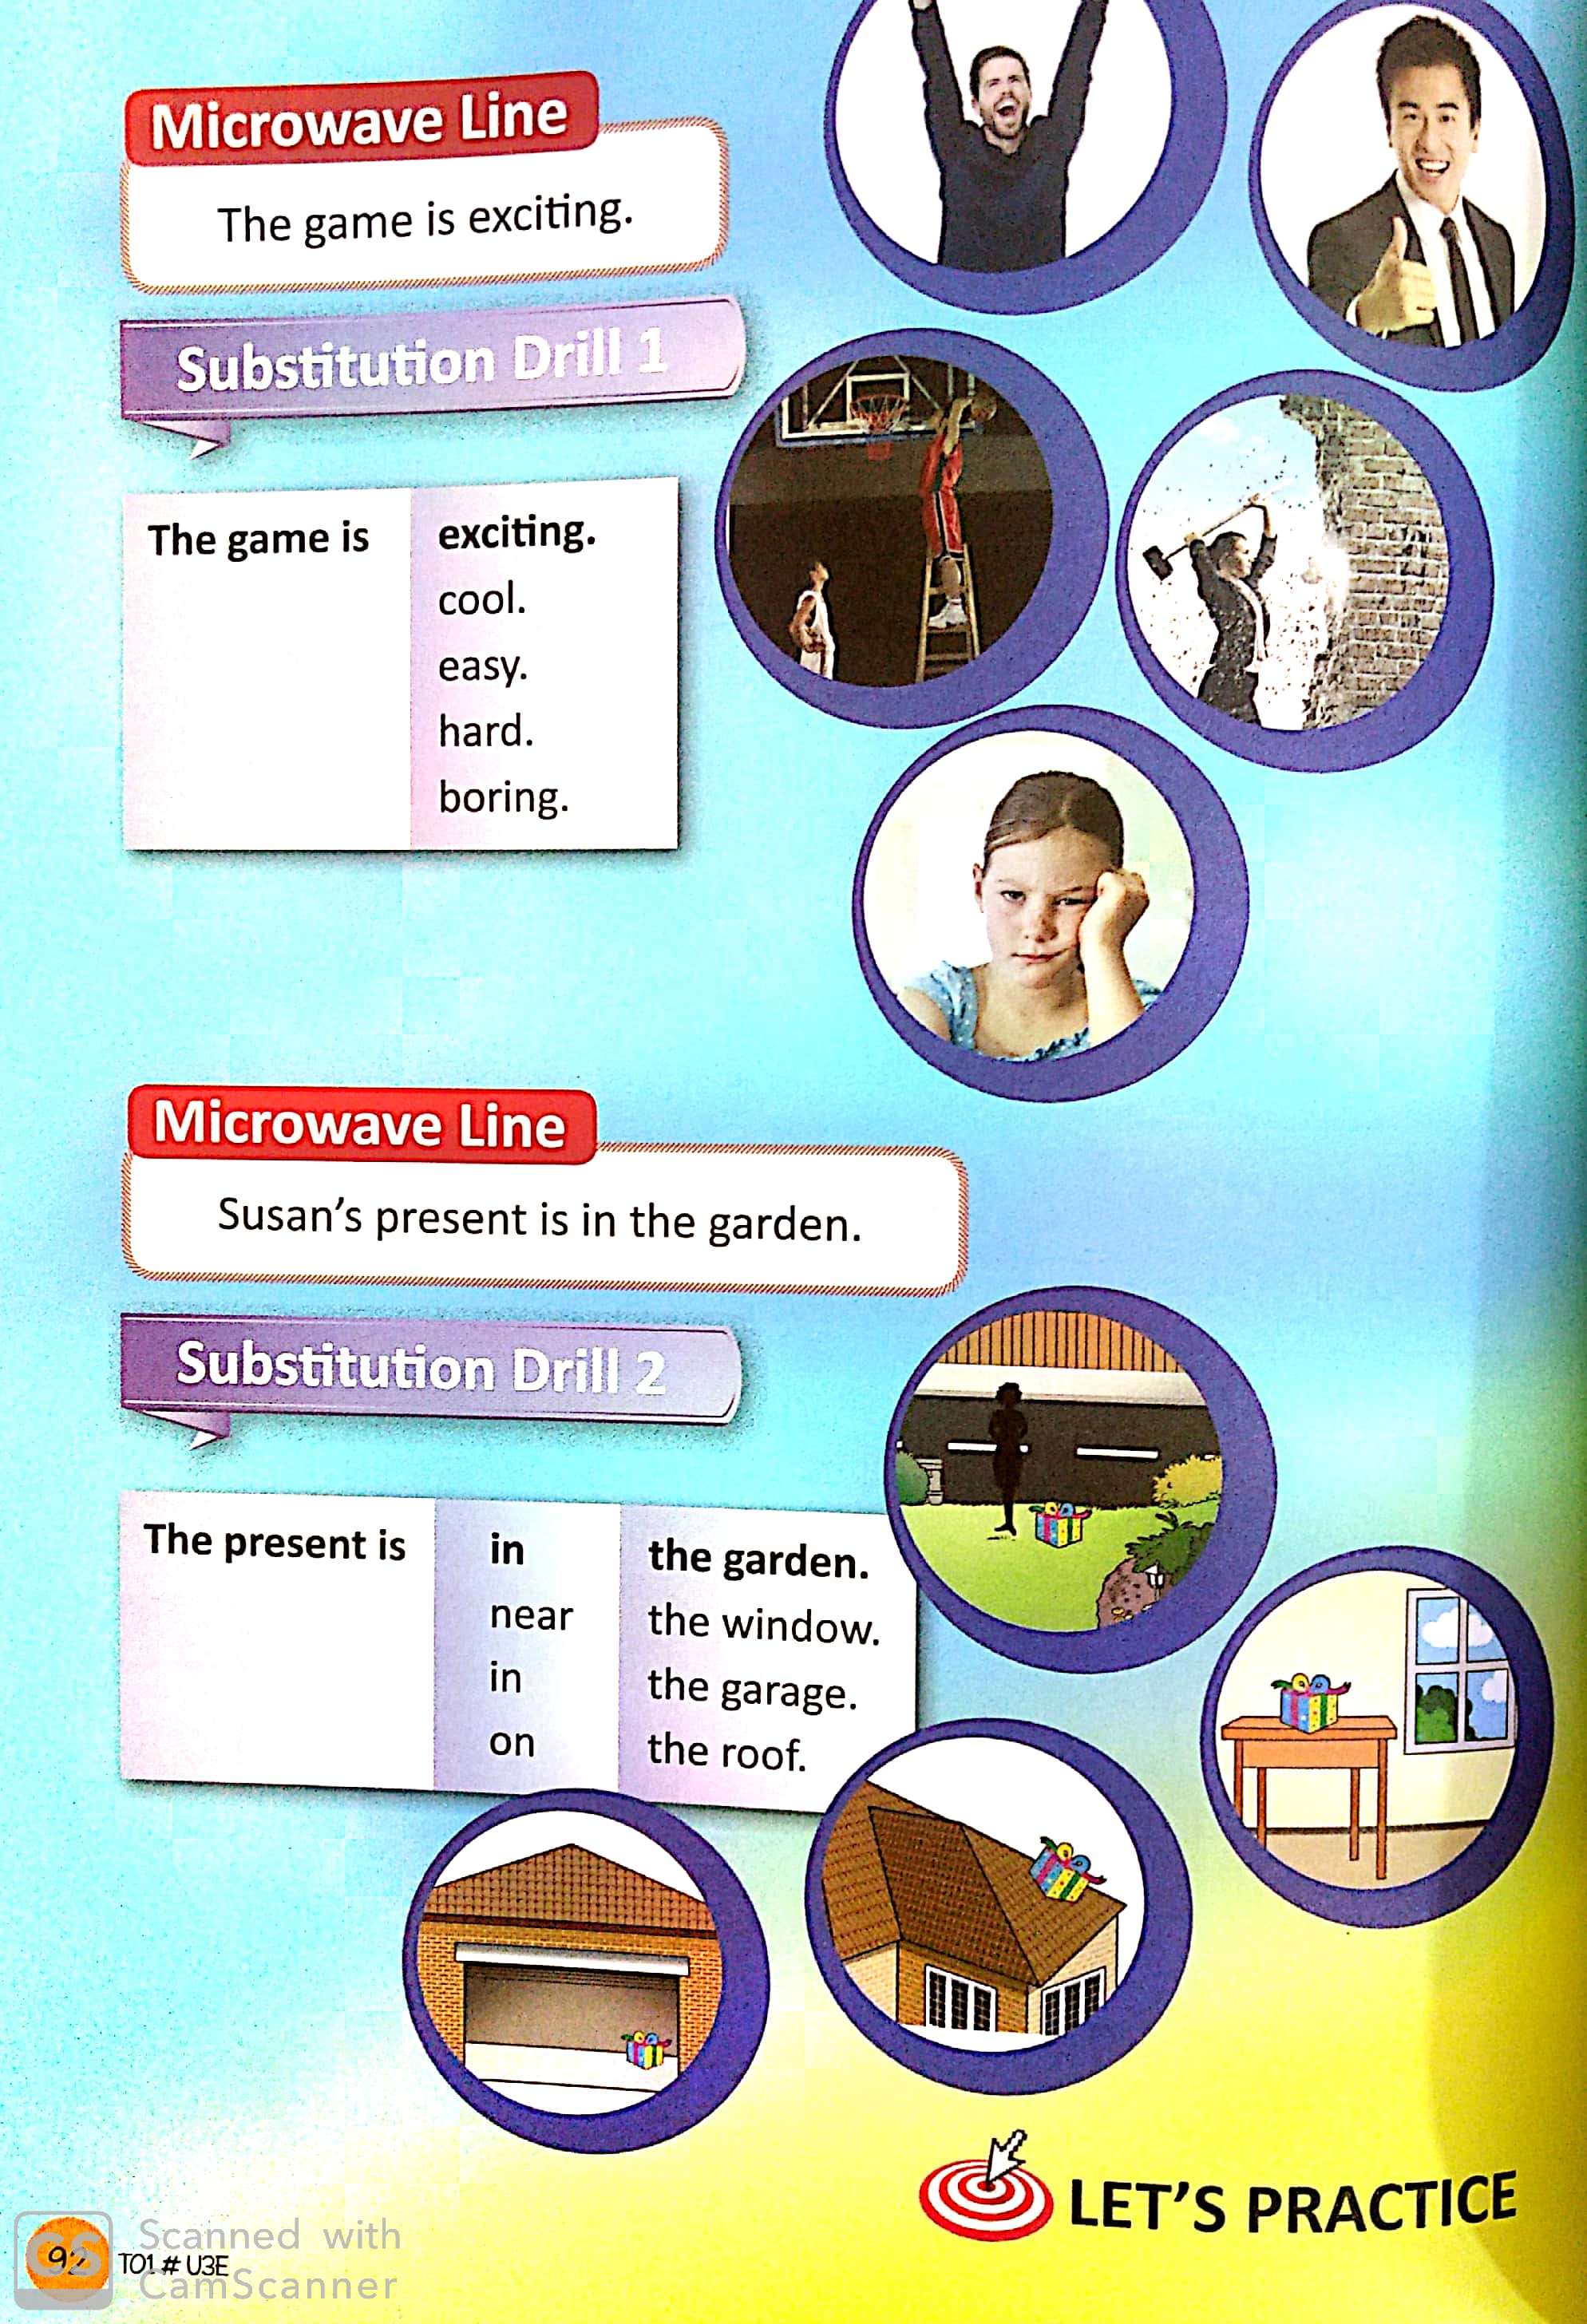 Microwave Line
The game is exciting.
Substitution Drill 1
The game is exciting.
cool.
easy.
hard.
boring.
Microwave Line
Susan's present is in the garden.
Substitution Drill 2
The present is in the garden.
near the window.
in the garage.
on the roof.
LET'S PRACTICE
92 TO1 # U3E
CS Scanned with
CamScanner